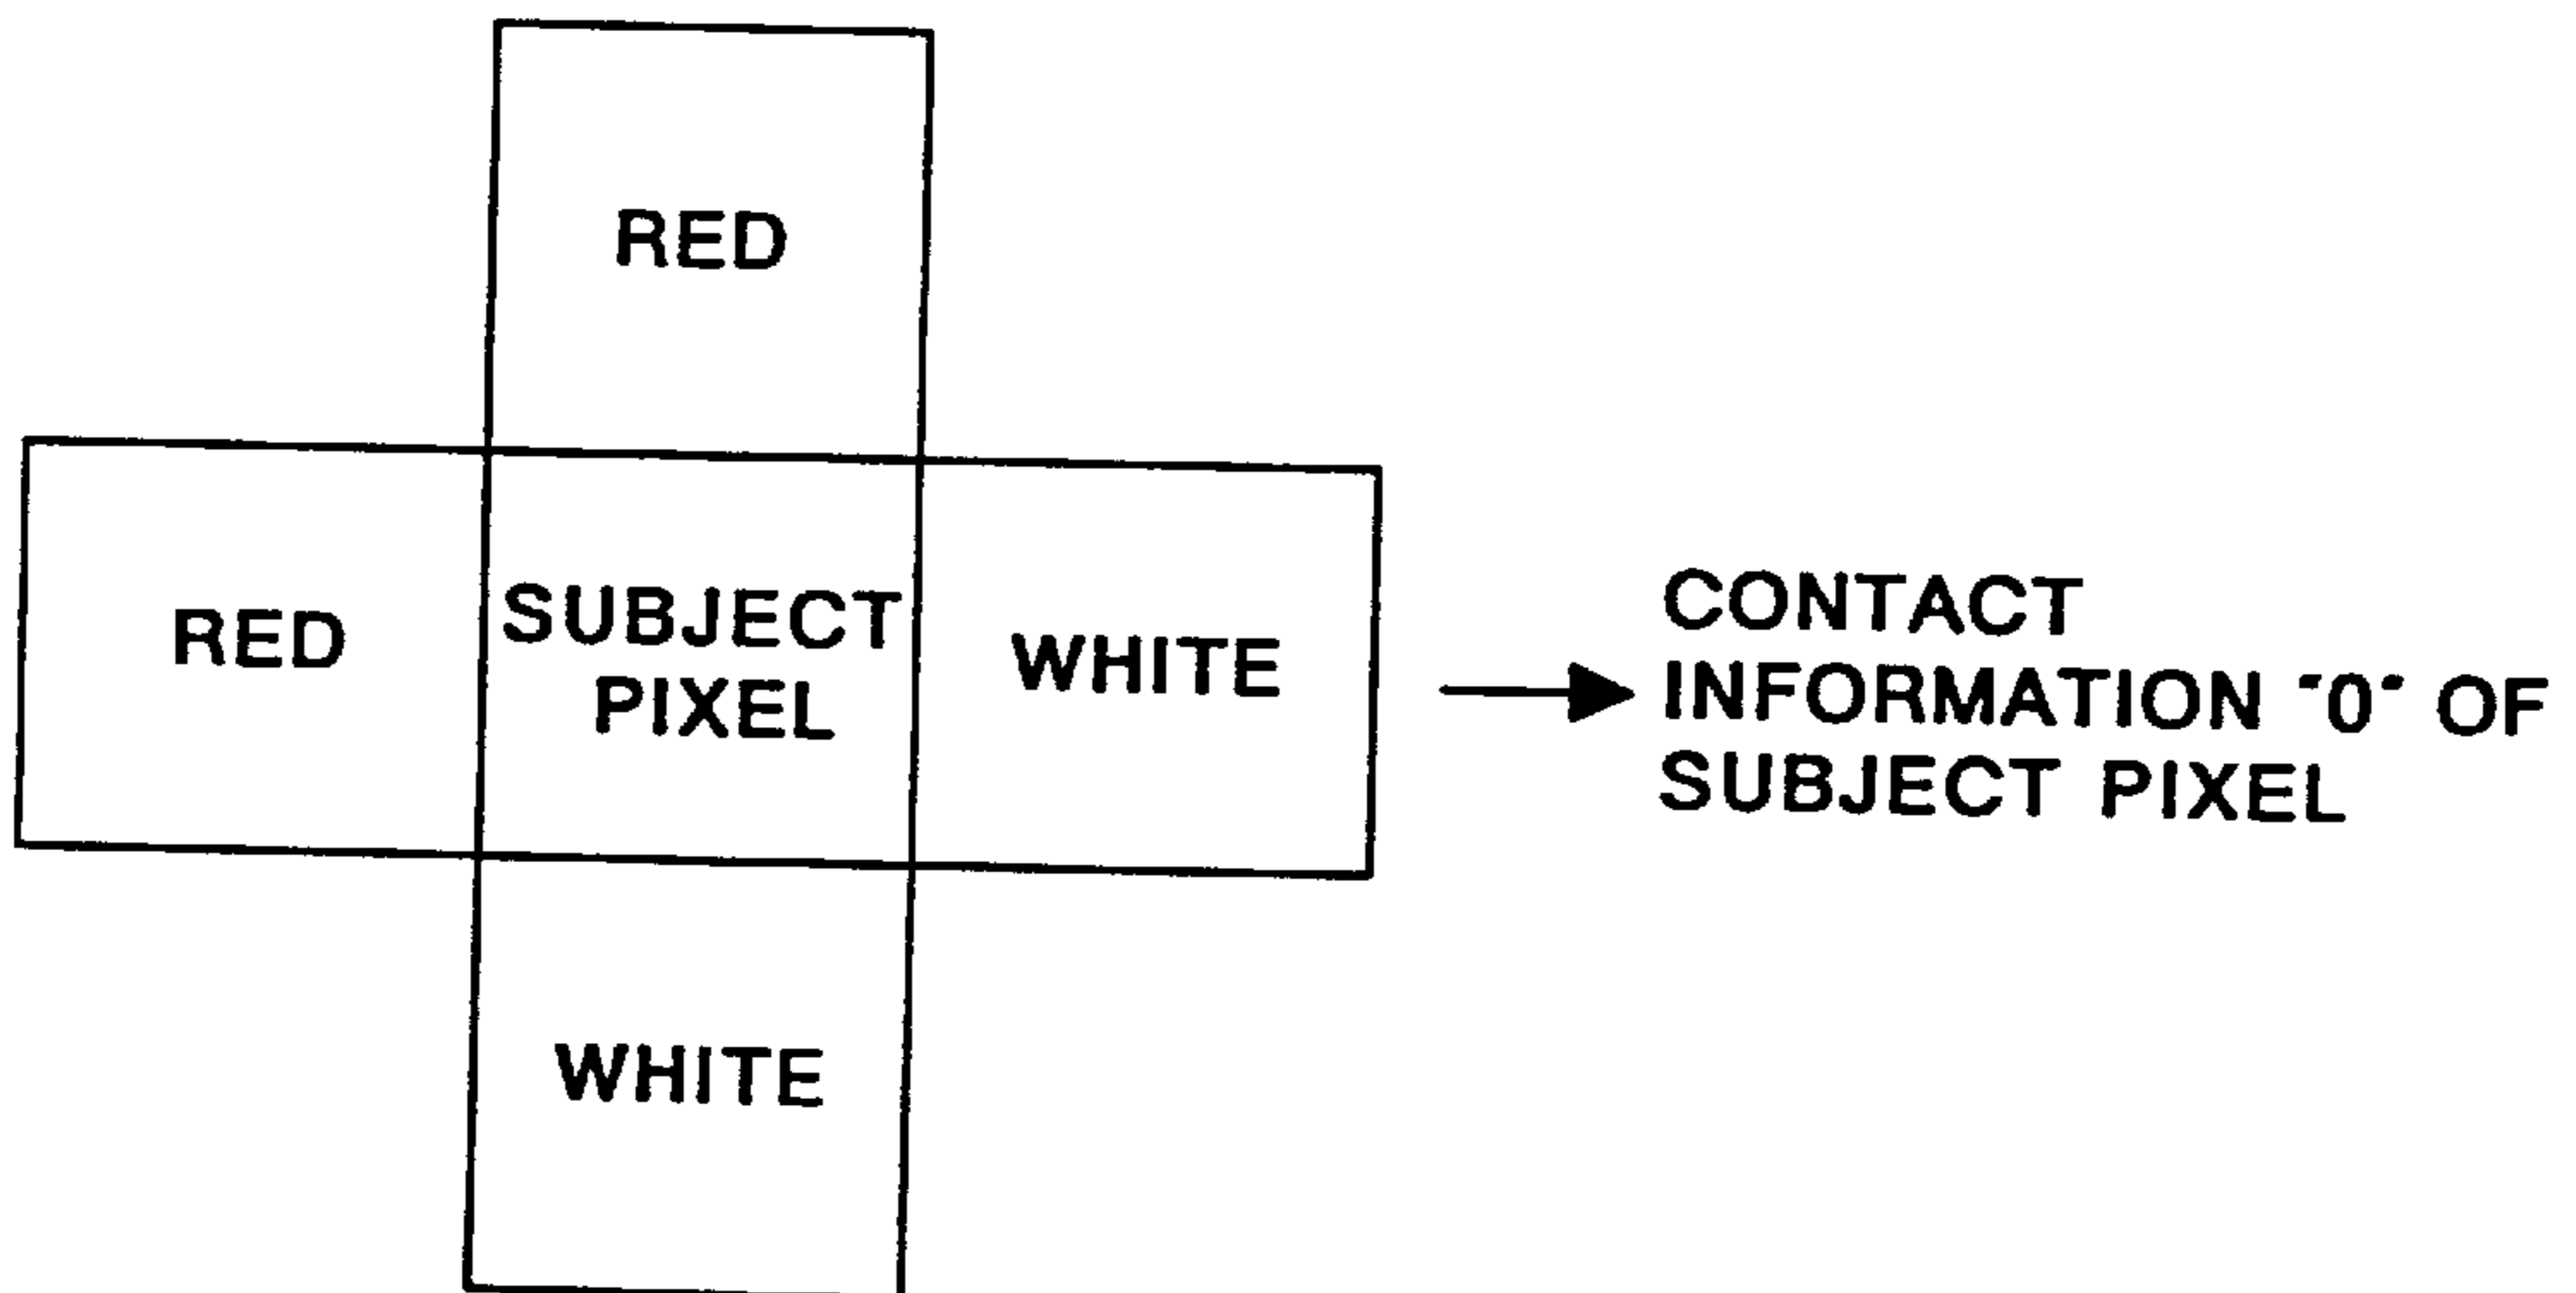 RED
RED
SUBJECT
PIXEL
WHITE
WHITE
CONTACT
INFORMATION "0" OF
SUBJECT PIXEL